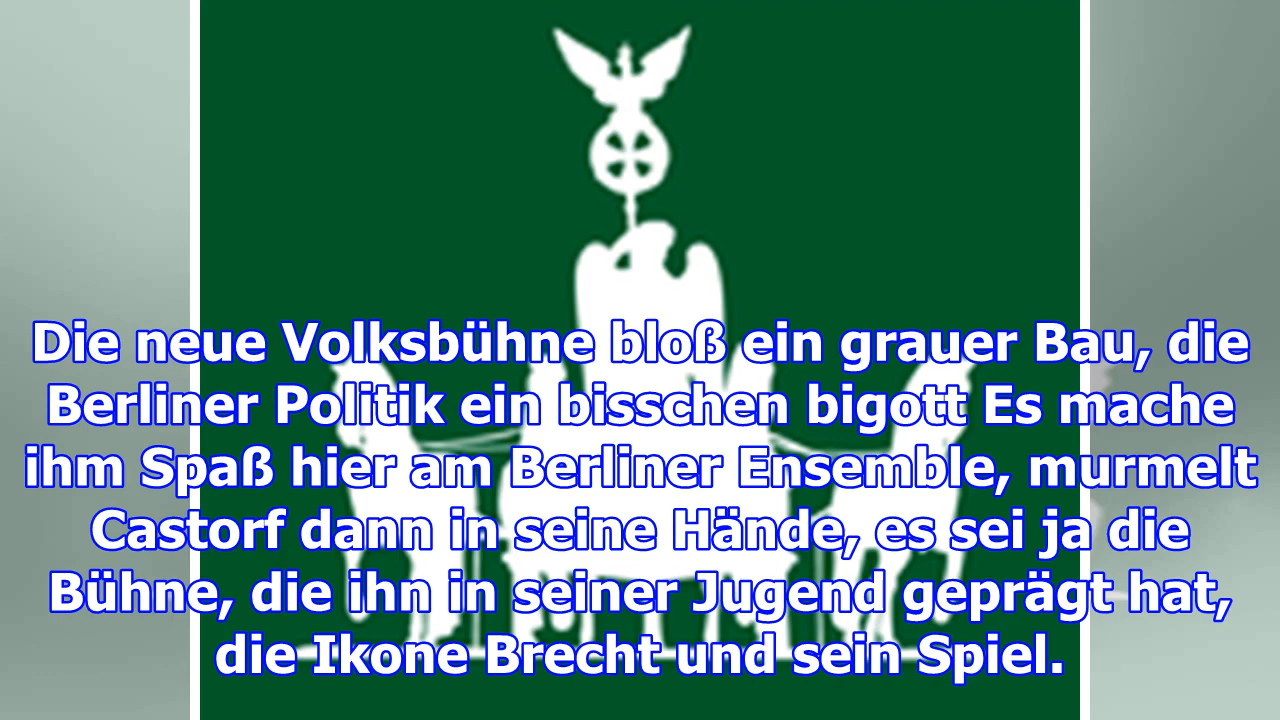 Die neue Volksbühne bloß ein grauer Bau, die
Berliner Politik ein bisschen bigott Es mache
ihm Spaß hier am Berliner Ensemble, murmelt
Castorf dann in seine Hände, es sei ja die
Bühne, die ihn in seiner Jugend geprägt hat,
die Ikone Brecht und sein Spiel.